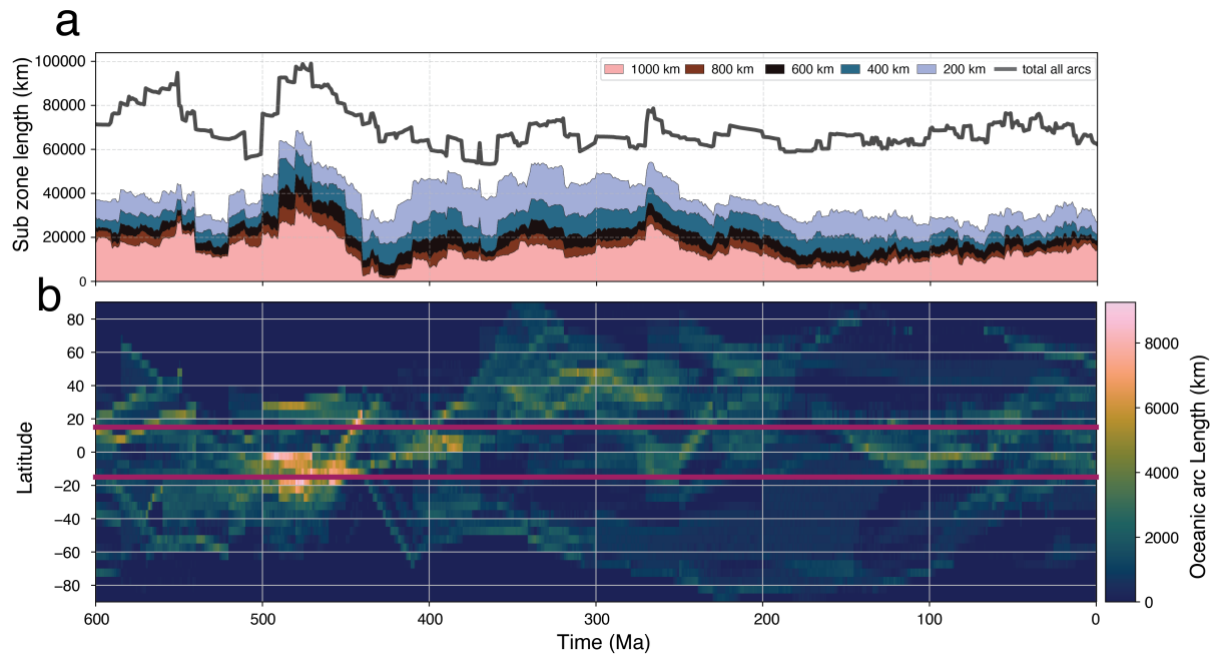 a
Sub zone length (km)
100000
80000
60000
40000
20000
0
1000 km 800 km 600 km 400 km 200 km total all arcs
b
Latitude
80
60
40
20
0
−20
−40
−60
−80
600 500 400 300 200 100 0
Time (Ma)
8000
6000
4000
2000
0
Oceanic arc Length (km)